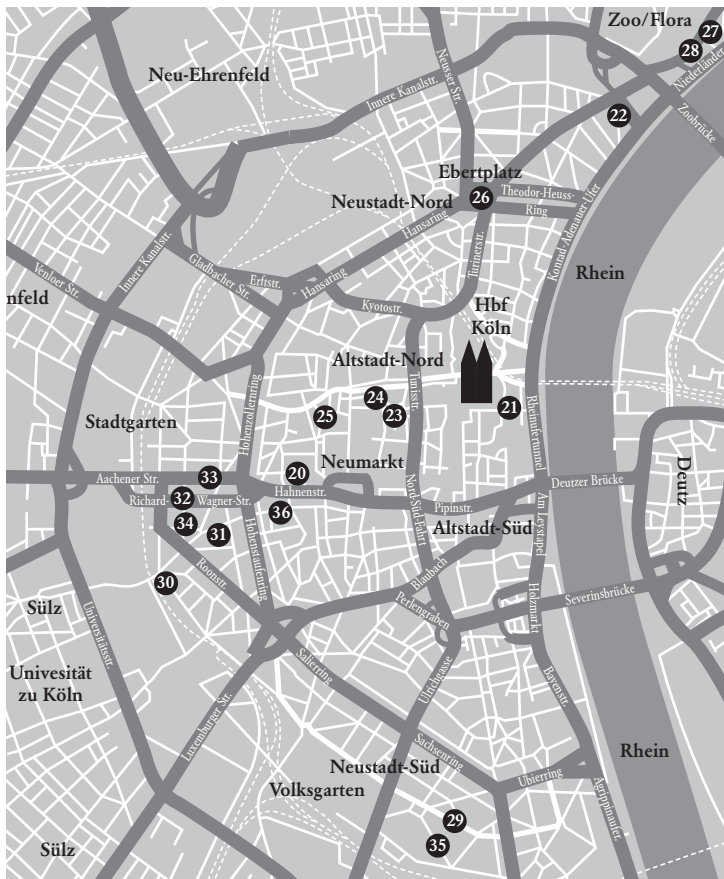 Zoo/Flora
27
28
Neu-Ehrenfeld
Niederländer
Innere Kanalstr.
Neusser Str.
22
Zoobrücke
Ebertplatz
26
Theodor-Heuss-
Ring
Neustadt-Nord
Hansaring
Konrad-Adenauer-Ufer
Turinerstr.
Innere Kanalstr.
Venloer Str.
Gladbacher Str.
Erftstr.
Hansaring
Rhein
nfeld
Kyotostr.
Hbf
Köln
Altstadt-Nord
Tunisstr.
24
25
23
21
Hohenzollernring
Stadtgarten
Rheinufertunnel
Neumarkt
Aachener Str.
33
20
Hahnenstr.
Deutzer Brücke
Deutz
Richard-
32
Wagner-Str.
36
Nord-Süd-Fahrt
Pipinstr.
34
31
Hohenstaufenring
Altstadt-Süd
Am Leystapel
30
Roonstr.
Blaubach
Perlengraben
Holzmarkt
Severinsbrücke
Sülz
Universitätsstr.
Univesität
zu Köln
Salierring
Ulrichgasse
Bayenstr.
Luxemburger Str.
Sachsenring
Rhein
Neustadt-Süd
Volksgarten
Ubierring
Agrippinaufer.
29
35
Sülz